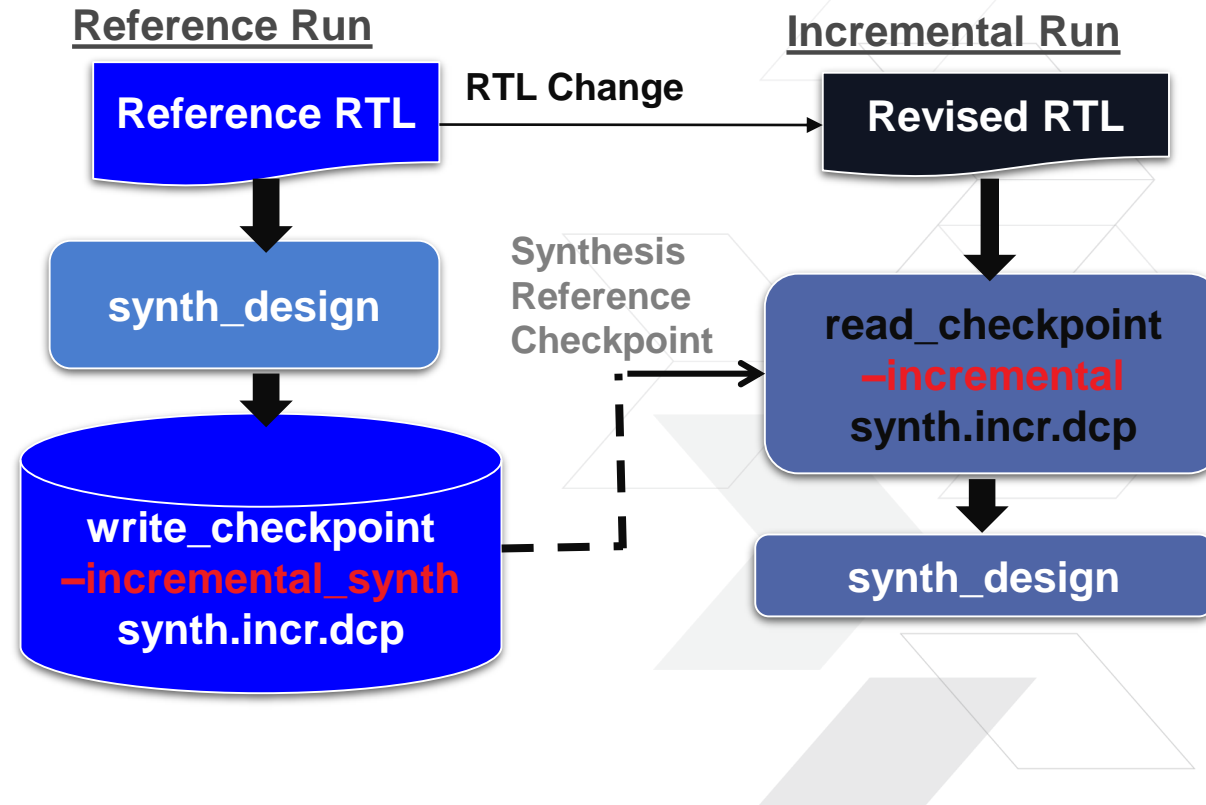 Reference Run
Incremental Run
Reference RTL
RTL Change
Revised RTL
synth_design
Synthesis
Reference
Checkpoint
read_checkpoint
–incremental
synth.incr.dcp
write_checkpoint
–incremental_synth
synth.incr.dcp
synth_design